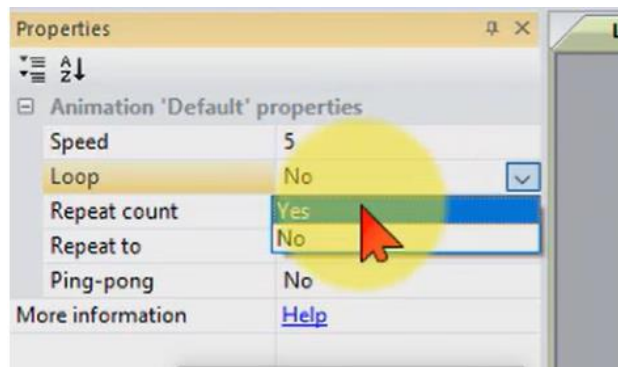 Properties
Animation 'Default' properties
Speed 5
Loop No
Repeat count Yes
Repeat to No
Ping-pong No
More information Help